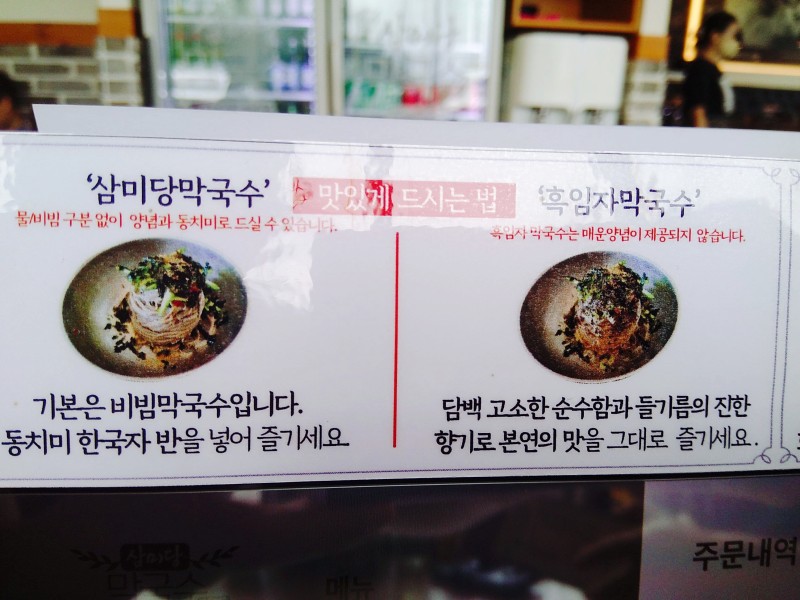 '삼미당막국수'
맛있게 드시는 법
'흑임자막국수'
물/비빔 구분 없이 양념과 동치미로 드실 수 있습니다.
흑임자 막국수는 매운양념이 제공되지 않습니다.
기본은 비빔막국수입니다.
동치미 한국자 반을 넣어 즐기세요.
담백 고소한 순수함과 들기름의 진한
향기로 본연의 맛을 그대로 즐기세요.
삼미당
막국수
메뉴
주문내역